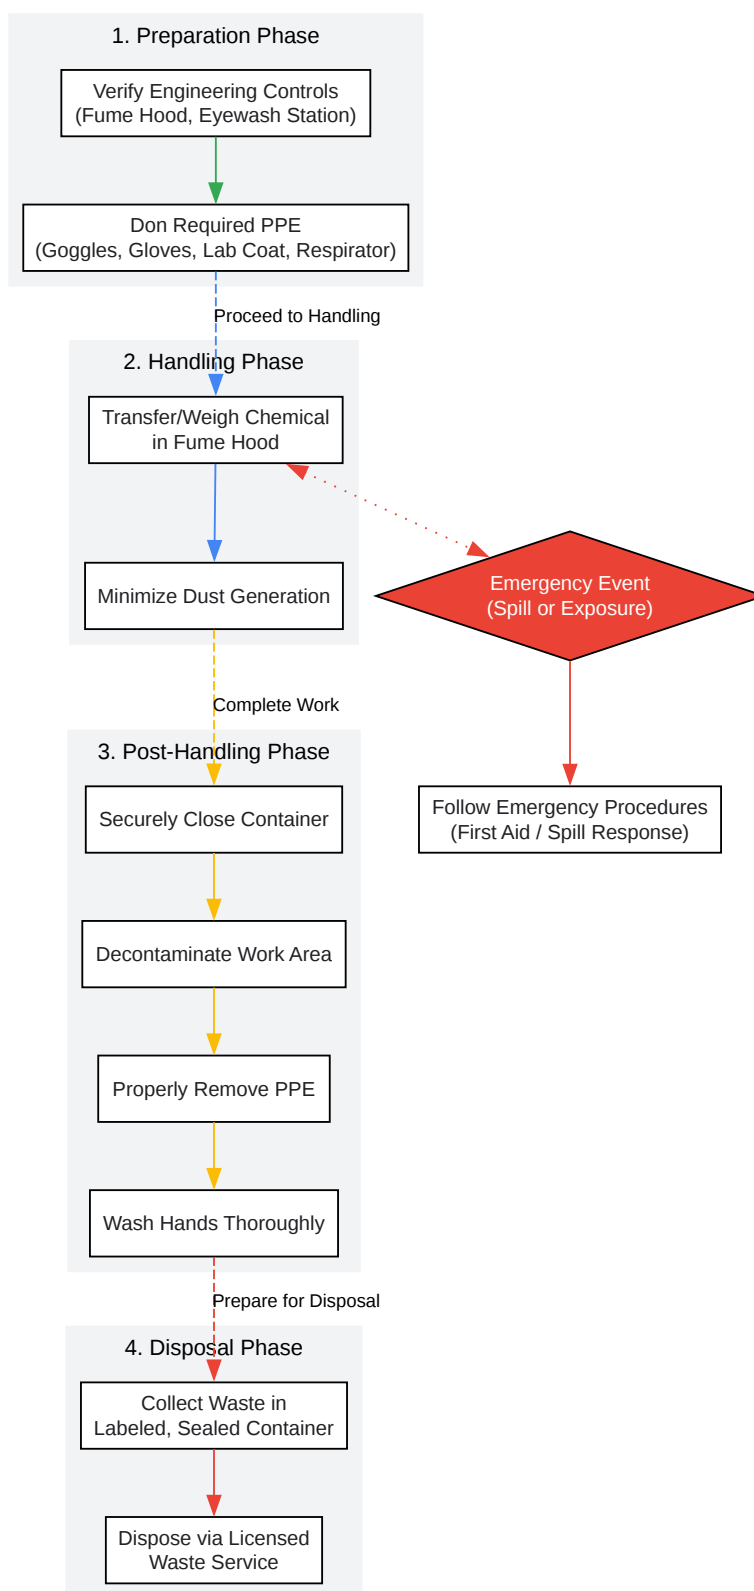 1. Preparation Phase
Verify Engineering Controls
(Fume Hood, Eyewash Station)
Don Required PPE
(Goggles, Gloves, Lab Coat, Respirator)
Proceed to Handling
2. Handling Phase
Transfer/Weigh Chemical
in Fume Hood
Emergency Event
(Spill or Exposure)
Minimize Dust Generation
Complete Work
3. Post-Handling Phase
Securely Close Container
Follow Emergency Procedures
(First Aid / Spill Response)
Decontaminate Work Area
Properly Remove PPE
Wash Hands Thoroughly
Prepare for Disposal
4. Disposal Phase
Collect Waste in
Labeled, Sealed Container
Dispose via Licensed
Waste Service